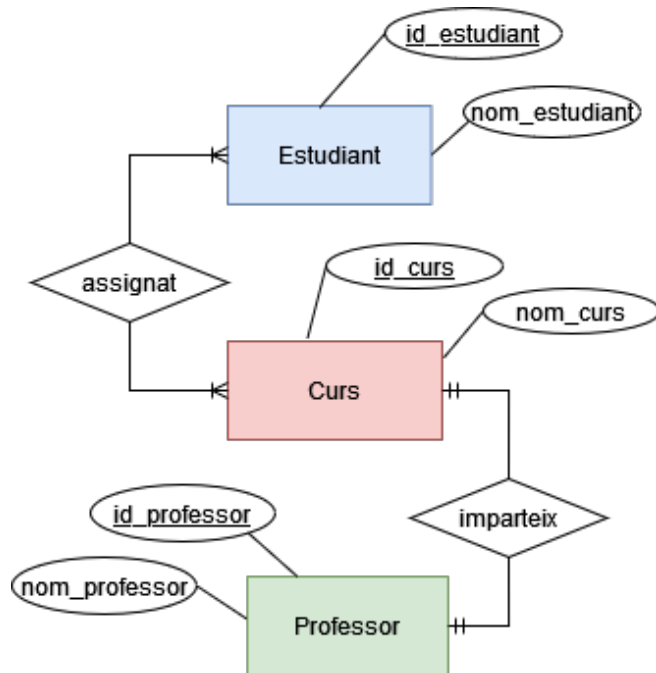 id_estudiant
nom_estudiant
Estudiant
assignat
id_curs
nom_curs
Curs
imparteix
id_professor
nom_professor
Professor